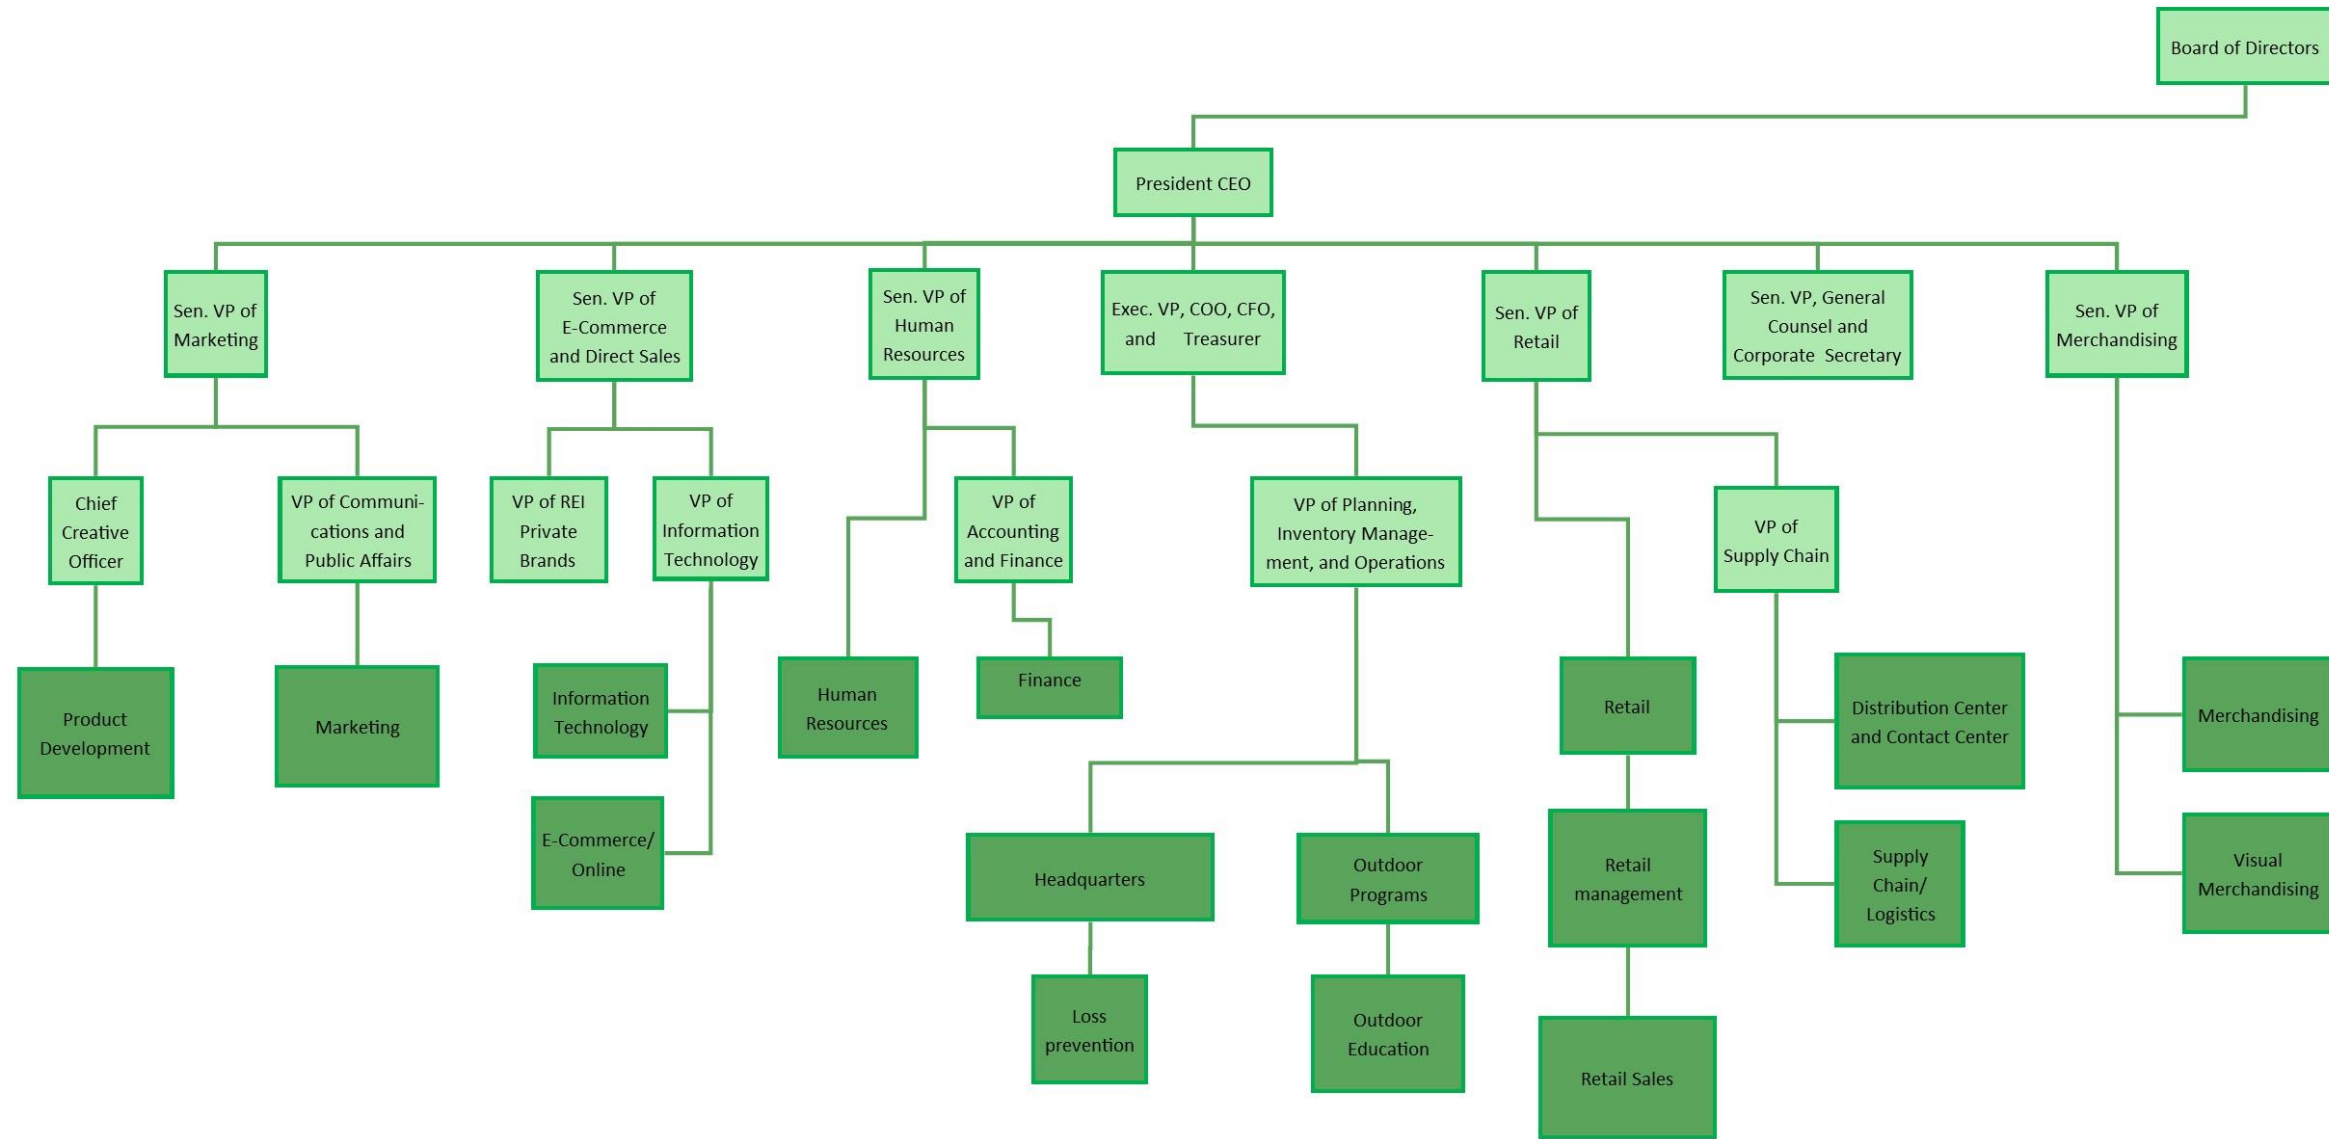 Board of Directors
President CEO
Sen. VP of
Marketing
Sen. VP of
E-Commerce
and Direct Sales
Sen. VP of
Human
Resources
Exec. VP, COO, CFO,
and Treasurer
Sen. VP of
Retail
Sen. VP, General
Counsel and
Corporate Secretary
Sen. VP of
Merchandising
Chief
Creative
Officer
VP of Communi-
cations and
Public Affairs
VP of REI
Private
Brands
VP of
Information
Technology
VP of
Accounting
and Finance
VP of Planning,
Inventory Manage-
ment, and Operations
VP of
Supply Chain
Product
Development
Marketing
Information
Technology
Human
Resources
Finance
Retail
Distribution Center
and Contact Center
Merchandising
E-Commerce/
Online
Headquarters
Outdoor
Programs
Retail
management
Supply
Chain/
Logistics
Visual
Merchandising
Loss
prevention
Outdoor
Education
Retail Sales